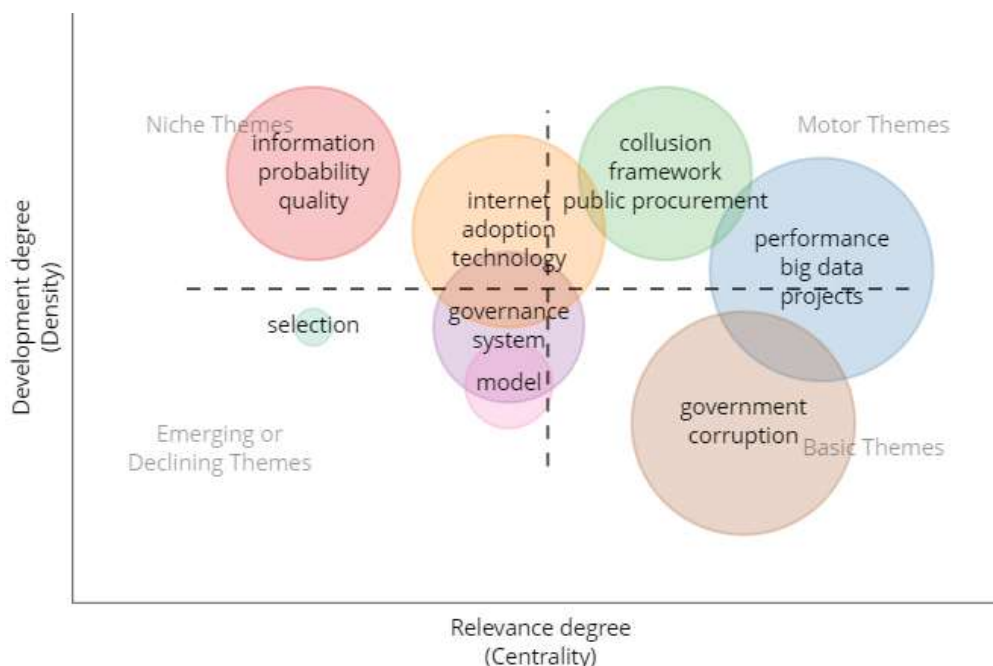 Niche Themes
information
probability
quality
internet
adoption
technology
collusion
framework
public procurement
Motor Themes
performance
big data
projects
selection
governance
system
model
Emerging or
Declining Themes
government
corruption
Basic Themes
Development degree
(Density)
Relevance degree
(Centrality)